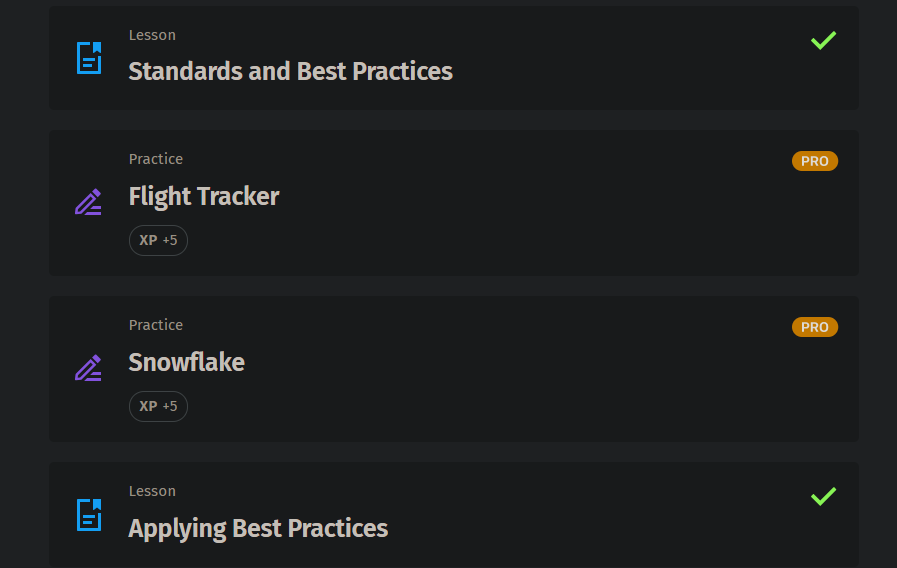 Lesson
Standards and Best Practices
Practice
PRO
Flight Tracker
XP +5
Practice
PRO
Snowflake
XP +5
Lesson
Applying Best Practices